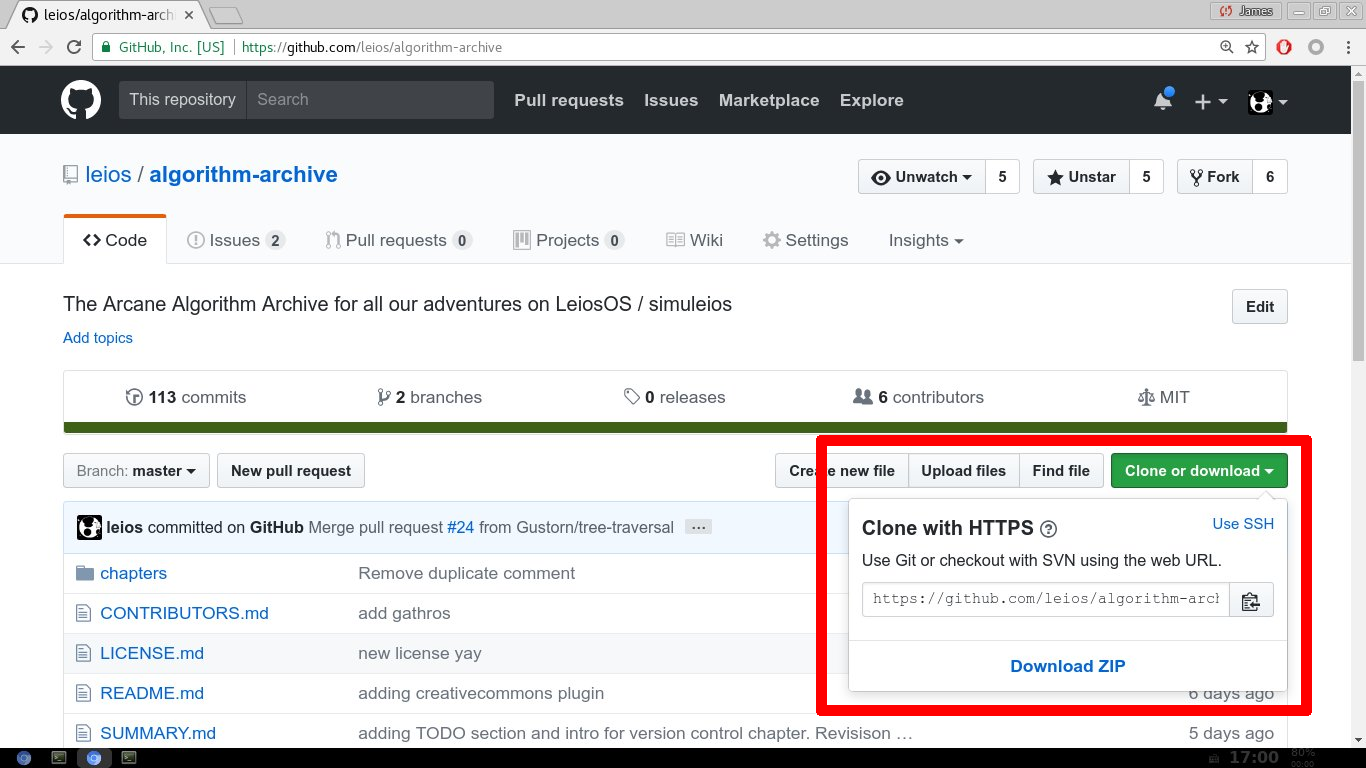 leios/algorithm-arch
James
GitHub, Inc. [US] https://github.com/leios/algorithm-archive
This repository Search Pull requests Issues Marketplace Explore
leios / algorithm-archive Unwatch 5 Unstar 5 Fork 6
Code Issues 2 Pull requests 0 Projects 0 Wiki Settings Insights
The Arcane Algorithm Archive for all our adventures on LeiosOS / simuleios Edit
Add topics
113 commits 2 branches 0 releases 6 contributors MIT
Branch: master New pull request Create new file Upload files Find file Clone or download
leios committed on GitHub Merge pull request #24 from Gustorn/tree-traversal …
Clone with HTTPS ? Use SSH
Use Git or checkout with SVN using the web URL.
https://github.com/leios/algorithm-arch
Download ZIP
chapters Remove duplicate comment
CONTRIBUTORS.md add gathros
LICENSE.md new license yay
README.md adding creativecommons plugin 6 days ago
SUMMARY.md adding TODO section and intro for version control chapter. Revisison … 5 days ago
17:00 80%
00:00